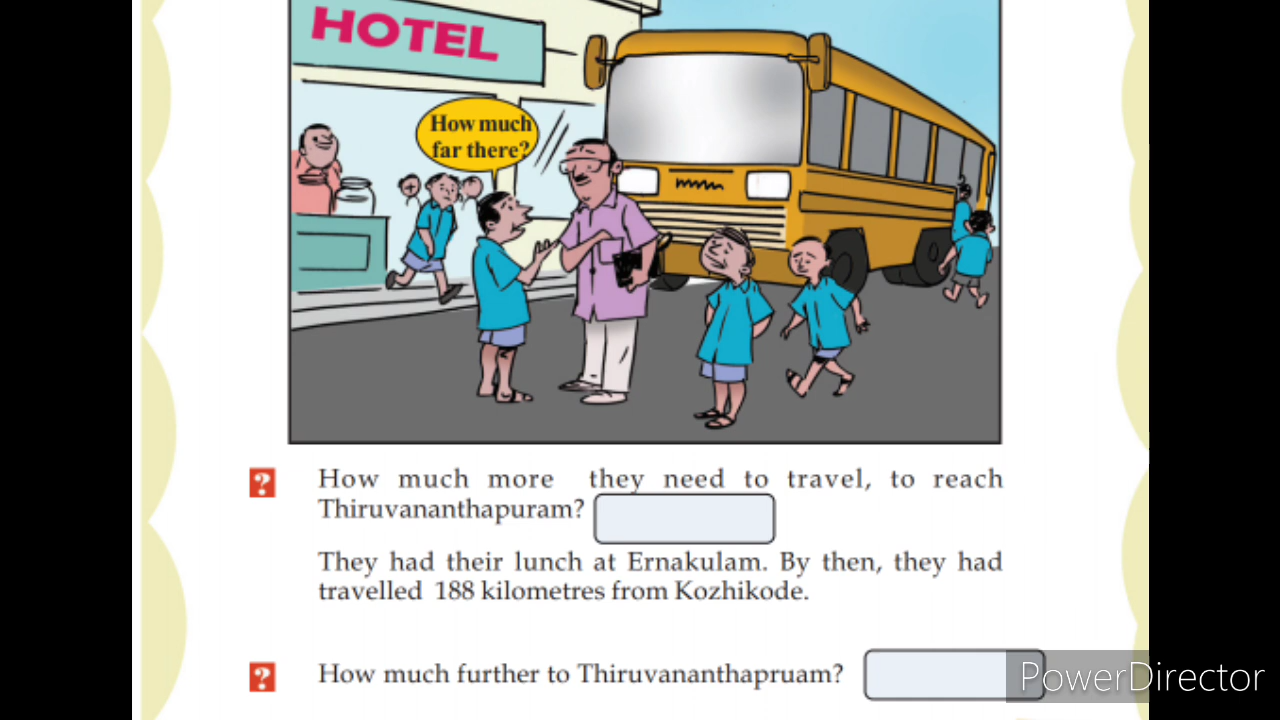 HOTEL
How much
far there?
?
How much more they need to travel, to reach
Thiruvananthapuram?
They had their lunch at Ernakulam. By then, they had
travelled 188 kilometres from Kozhikode.
?
How much further to Thiruvananthapruam?
PowerDirector